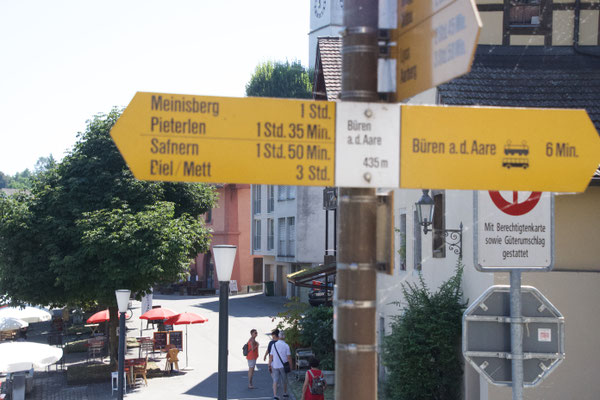 Meinisberg 1 Std.
Pieterlen 1 Std. 35 Min.
Safnern 1 Std. 50 Min.
Biel / Mett 3 Std.
Büren
a.d. Aare
435 m
Büren a.d. Aare 6 Min.
Mit Berechtigtenkarte
sowie Güterumschlag
gestattet